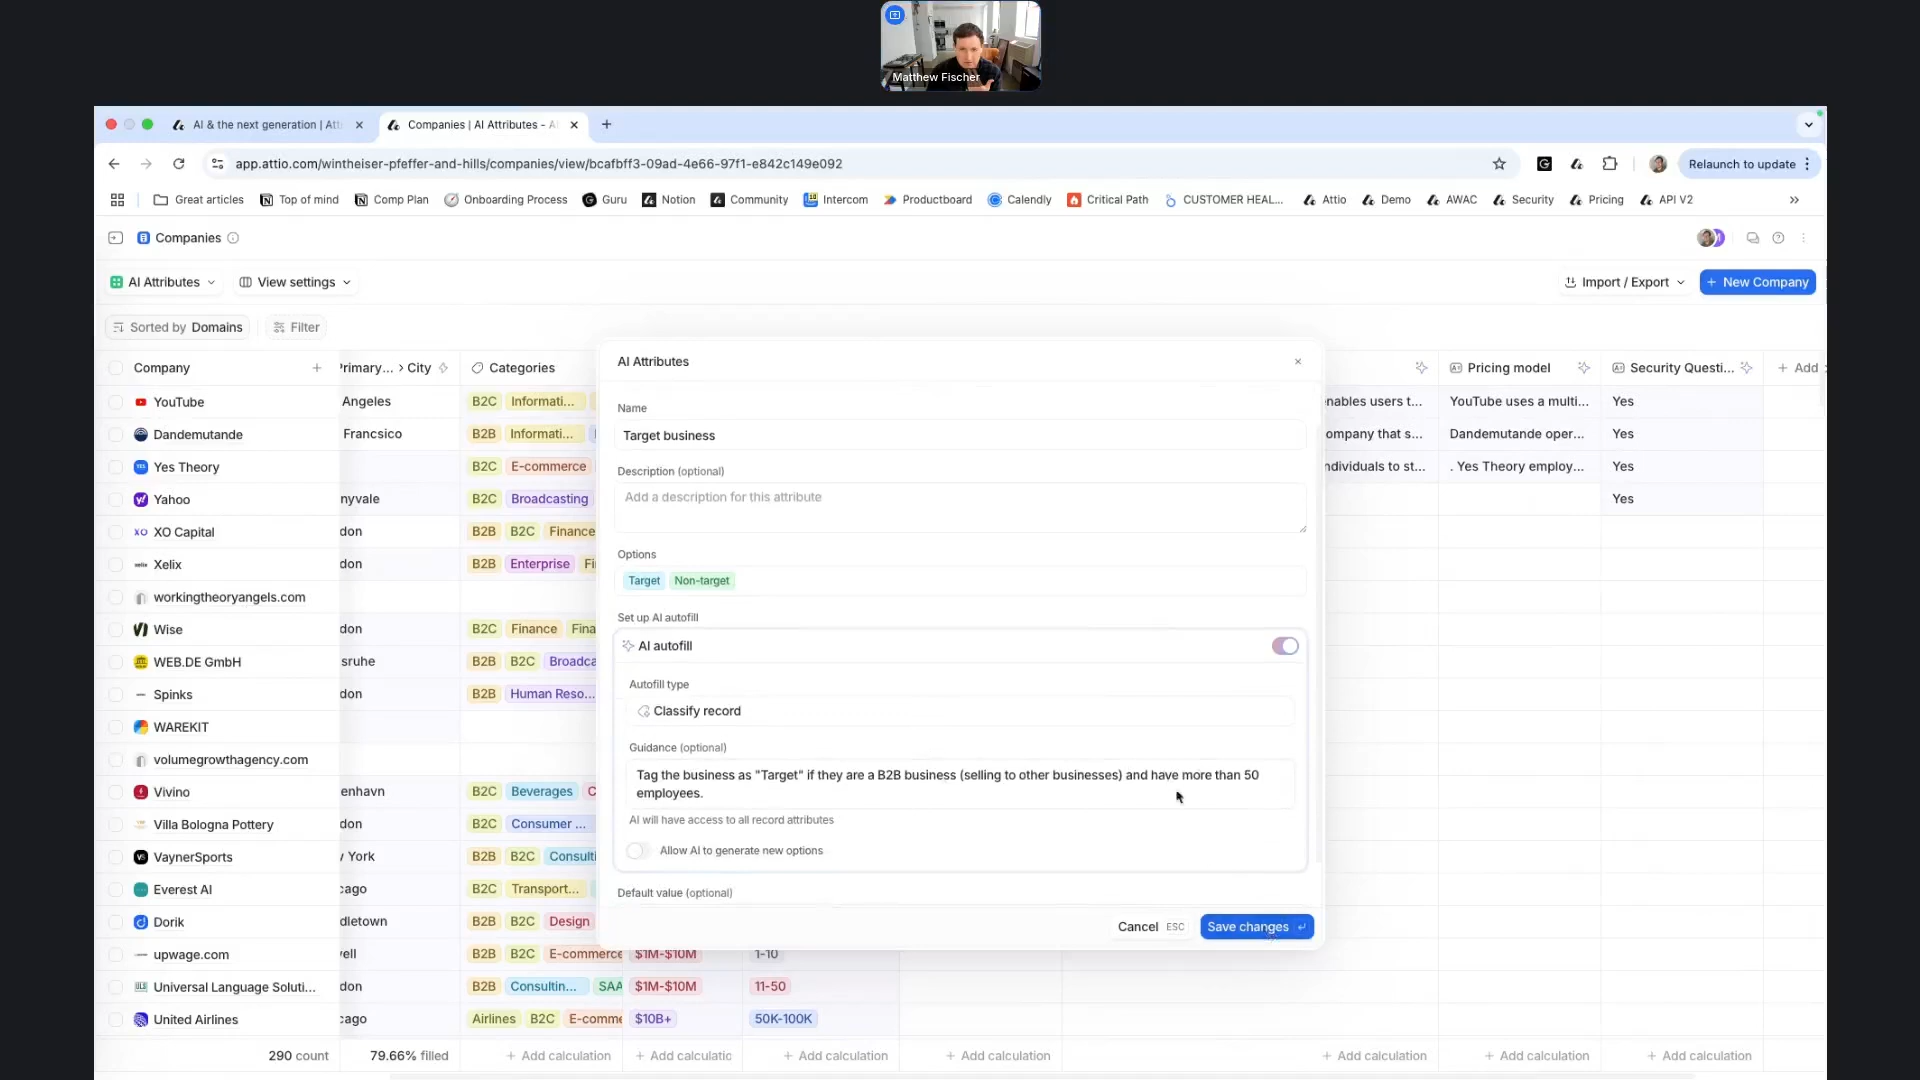 Matthew Fischer
AI & the next generation | Att
Companies | AI Attributes - A
app.attio.com/wintheiser-pfeffer-and-hills/companies/view/bcafbff3-09ad-4e66-97f1-e842c149e092
Relaunch to update
Great articles
Top of mind
Comp Plan
Onboarding Process
Guru
Notion
Community
Intercom
Productboard
Calendly
Critical Path
CUSTOMER HEAL...
Attio
Demo
AWAC
Security
Pricing
API V2
Companies
AI Attributes
View settings
Import / Export
+ New Company
Sorted by Domains
Filter
Company
Primary... > City
Categories
Pricing model
Security Questi...
+ Add
YouTube
Angeles
B2C Informati...
enables users t...
YouTube uses a multi...
Yes
Dandemutande
Francsico
B2B Informati...
ompany that s...
Dandemutande oper...
Yes
Yes Theory
B2C E-commerce
ndividuals to st...
. Yes Theory employ...
Yes
Yahoo
nyvale
B2C Broadcasting
Yes
XO Capital
don
B2B B2C Finance
Xelix
don
B2B Enterprise Fi
workingtheoryangels.com
Wise
don
B2C Finance Fina
WEB.DE GmbH
sruhe
B2B B2C Broadca
Spinks
don
B2B Human Reso...
WAREKIT
volumegrowthagency.com
Vivino
enhavn
B2C Beverages C
Villa Bologna Pottery
don
B2C Consumer ...
VaynerSports
York
B2B B2C Consulti
Everest AI
cago
B2C Transport...
Dorik
dletown
B2B B2C Design
upwage.com
ell
B2B B2C E-commerce
$1M-$10M
1-10
Universal Language Soluti...
don
B2B Consultin... SAA
$1M-$10M
11-50
United Airlines
cago
Airlines B2C E-comme
$10B+
50K-100K
290 count
79.66% filled
+ Add calculation
+ Add calculatic
+ Add calculation
+ Add calculation
+ Add calculation
+ Add calculation
+ Add calculation
AI Attributes
Name
Target business
Description (optional)
Add a description for this attribute
Options
Target Non-target
Set up AI autofill
AI autofill
Autofill type
Classify record
Guidance (optional)
Tag the business as "Target" if they are a B2B business (selling to other businesses) and have more than 50
employees.
AI will have access to all record attributes
Allow AI to generate new options
Default value (optional)
Cancel ESC
Save changes